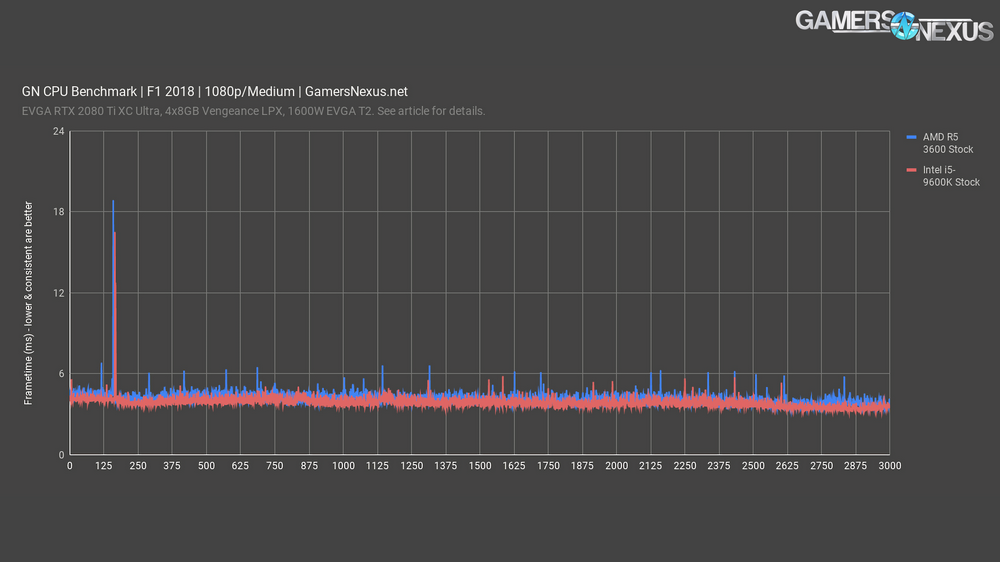 GAMERS NEXUS
GN CPU Benchmark | F1 2018 | 1080p/Medium | GamersNexus.net
EVGA RTX 2080 Ti XC Ultra, 4x8GB Vengeance LPX, 1600W EVGA T2. See article for details.
24
18
12
6
0
Frametime (ms) - lower & consistent are better
0 125 250 375 500 625 750 875 1000 1125 1250 1375 1500 1625 1750 1875 2000 2125 2250 2375 2500 2625 2750 2875 3000
AMD R5
3600 Stock
Intel i5-
9600K Stock